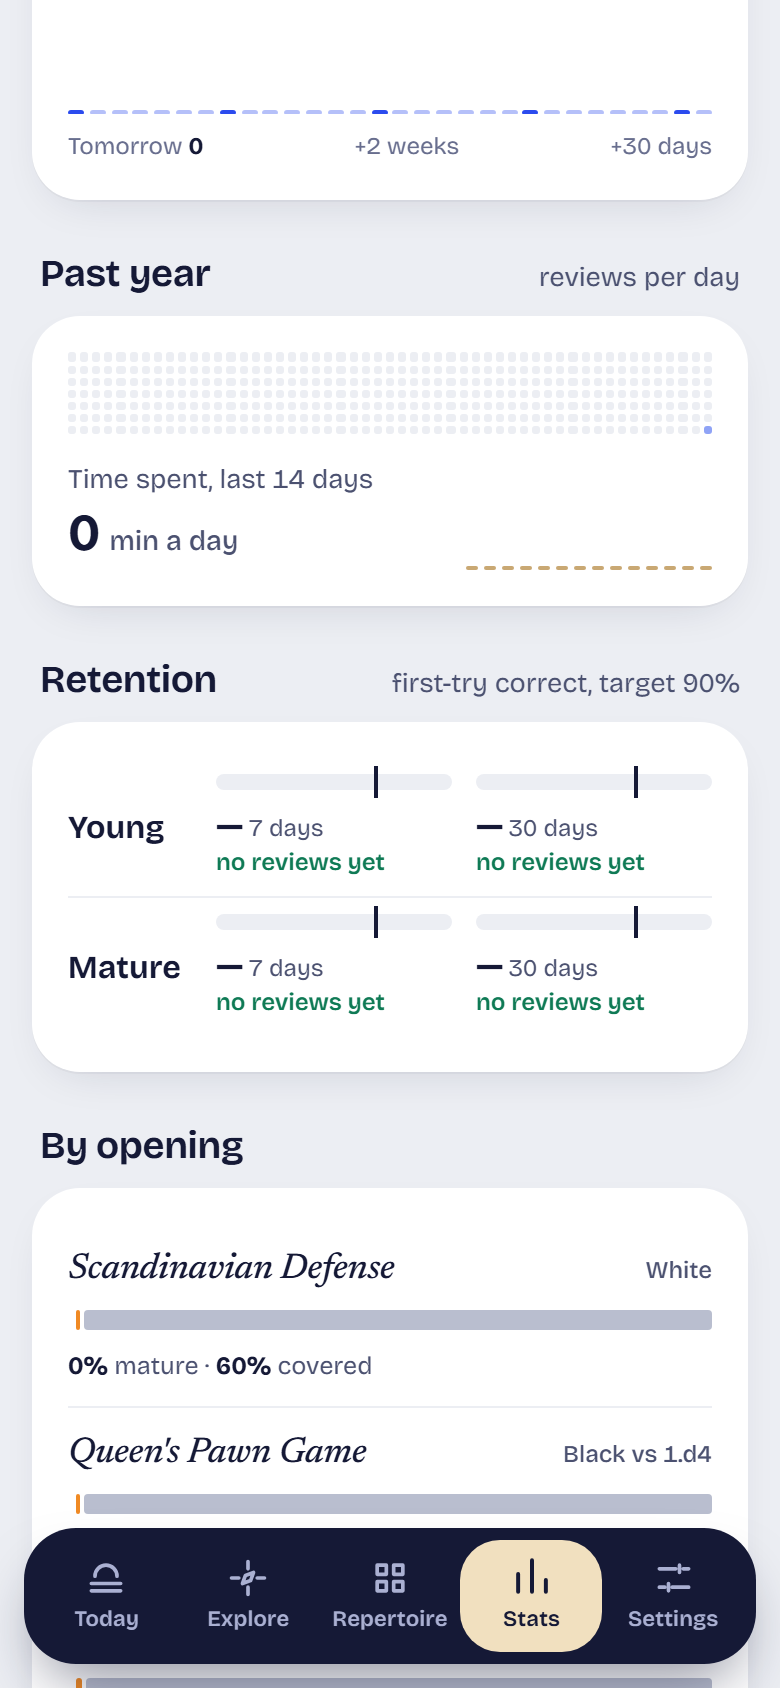 Tomorrow 0 +2 weeks +30 days
Past year reviews per day
Time spent, last 14 days
0 min a day
Retention first-try correct, target 90%
Young — 7 days — 30 days
no reviews yet no reviews yet
Mature — 7 days — 30 days
no reviews yet no reviews yet
By opening
Scandinavian Defense White
0% mature · 60% covered
Queen's Pawn Game Black vs 1.d4
Today Explore Repertoire Stats Settings